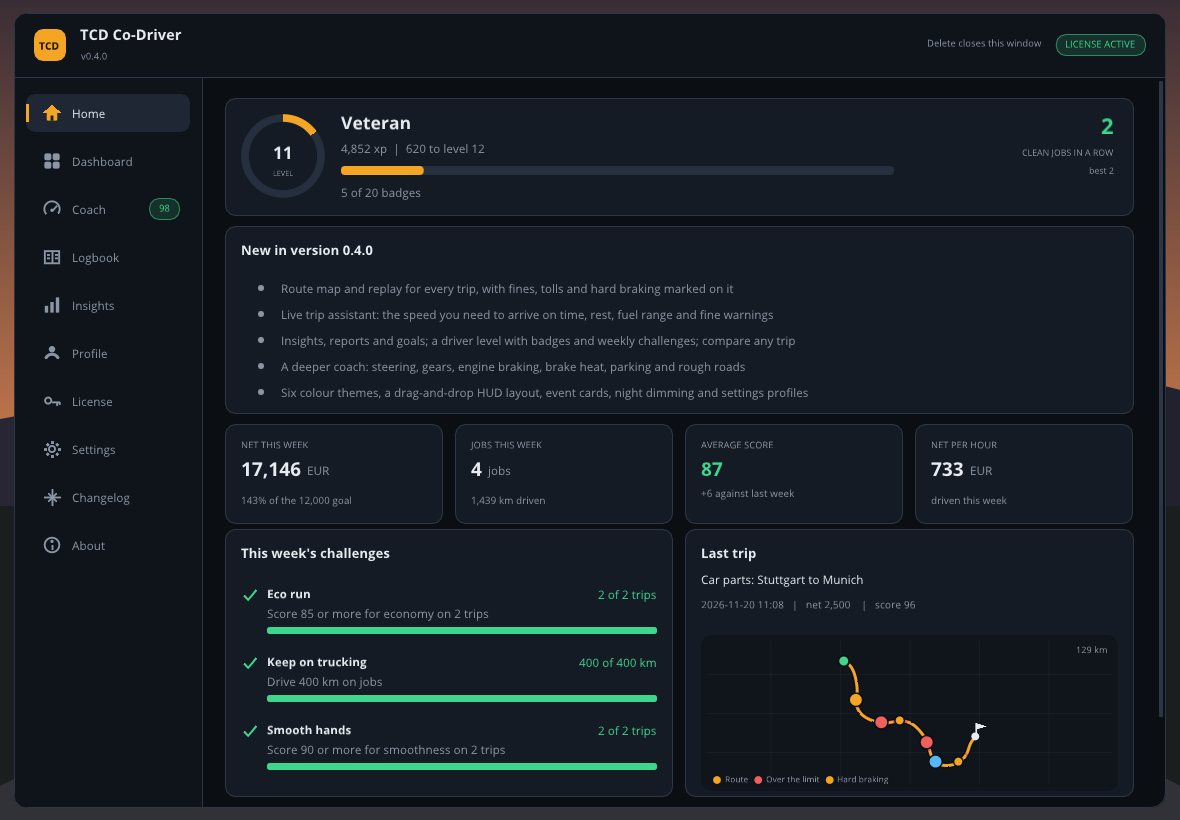 TCD
TCD Co-Driver
v0.4.0
Delete closes this window
LICENSE ACTIVE
Home
Dashboard
Coach
98
Logbook
Insights
Profile
License
Settings
Changelog
About
11
LEVEL
Veteran
4,852 xp | 620 to level 12
5 of 20 badges
2
CLEAN JOBS IN A ROW
best 2
New in version 0.4.0
Route map and replay for every trip, with fines, tolls and hard braking marked on it
Live trip assistant: the speed you need to arrive on time, rest, fuel range and fine warnings
Insights, reports and goals; a driver level with badges and weekly challenges; compare any trip
A deeper coach: steering, gears, engine braking, brake heat, parking and rough roads
Six colour themes, a drag-and-drop HUD layout, event cards, night dimming and settings profiles
NET THIS WEEK
17,146 EUR
143% of the 12,000 goal
JOBS THIS WEEK
4 jobs
1,439 km driven
AVERAGE SCORE
87
+6 against last week
NET PER HOUR
733 EUR
driven this week
This week's challenges
Eco run
2 of 2 trips
Score 85 or more for economy on 2 trips
Keep on trucking
400 of 400 km
Drive 400 km on jobs
Smooth hands
2 of 2 trips
Score 90 or more for smoothness on 2 trips
Last trip
Car parts: Stuttgart to Munich
2026-11-20 11:08 | net 2,500 | score 96
129 km
Route
Over the limit
Hard braking